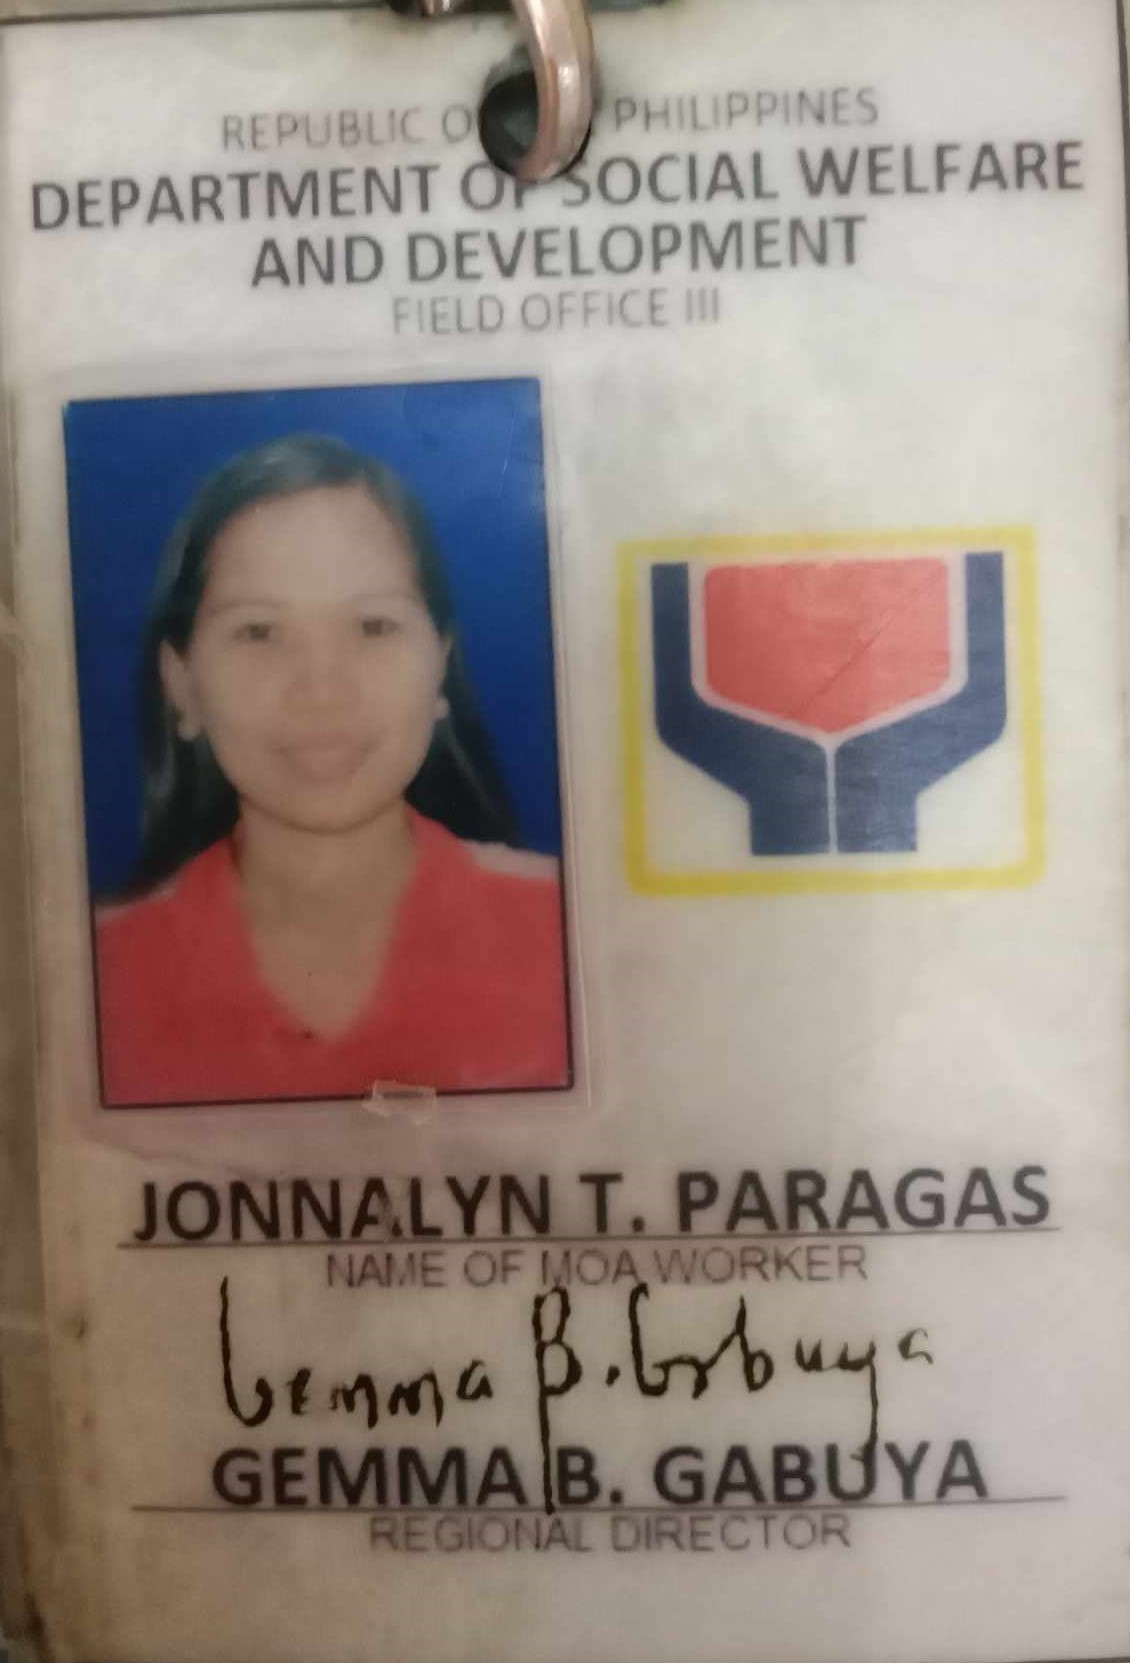 REPUBLIC O PHILIPPINES
DEPARTMENT OF SOCIAL WELFARE
AND DEVELOPMENT
FIELD OFFICE III
JONNALYN T. PARAGAS
NAME OF MOA WORKER
Gemma B. Gabuya
GEMMA B. GABUYA
REGIONAL DIRECTOR